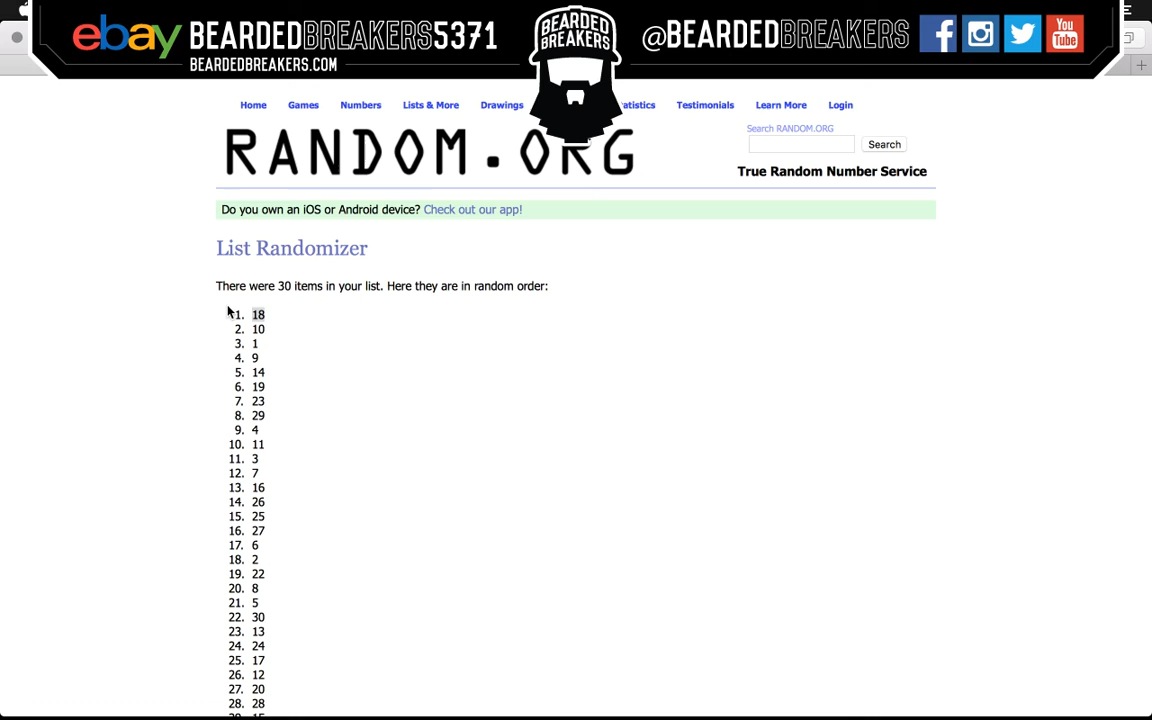 ebay BEARDEDBREAKERS5371
BEARDEDBREAKERS.COM
BEARDED
BREAKERS
@BEARDEDBREAKERS
You
Tube
Home Games Numbers Lists & More Drawings tatistics Testimonials Learn More Login
RANDOM.ORG
Search RANDOM.ORG
Search
True Random Number Service
Do you own an iOS or Android device? Check out our app!
List Randomizer
There were 30 items in your list. Here they are in random order:
1. 18
2. 10
3. 1
4. 9
5. 14
6. 19
7. 23
8. 29
9. 4
10. 11
11. 3
12. 7
13. 16
14. 26
15. 25
16. 27
17. 6
18. 2
19. 22
20. 8
21. 5
22. 30
23. 13
24. 24
25. 17
26. 12
27. 20
28. 28